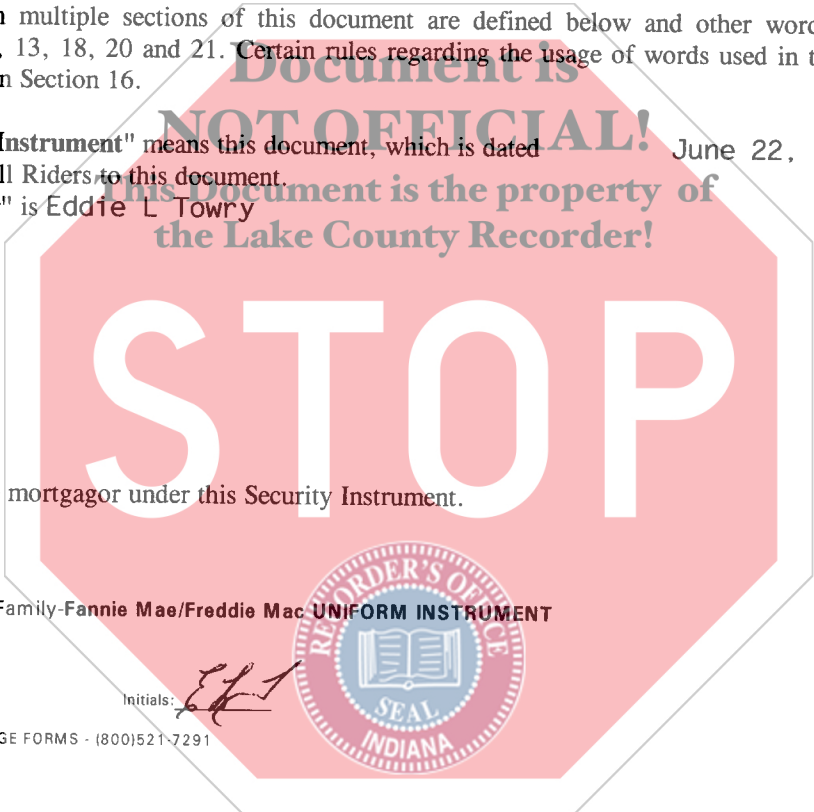 multiple sections of this document are defined below and other
13, 18, 20 and 21. Certain rules regarding the usage of words used in
Section 16.
Document is
NOT OFFICIAL!
Instrument" means this document, which is dated June 22,
Riders to this document.
This Document is the property of
" is Eddie L Towry
the Lake County Recorder!
STOP
mortgagor under this Security Instrument.
Family-Fannie Mae/Freddie Mac UNIFORM INSTRUMENT
RECORDER'S OFFICE
Initials: ELT
SEAL
INDIANA
GE FORMS - (800)521-7291